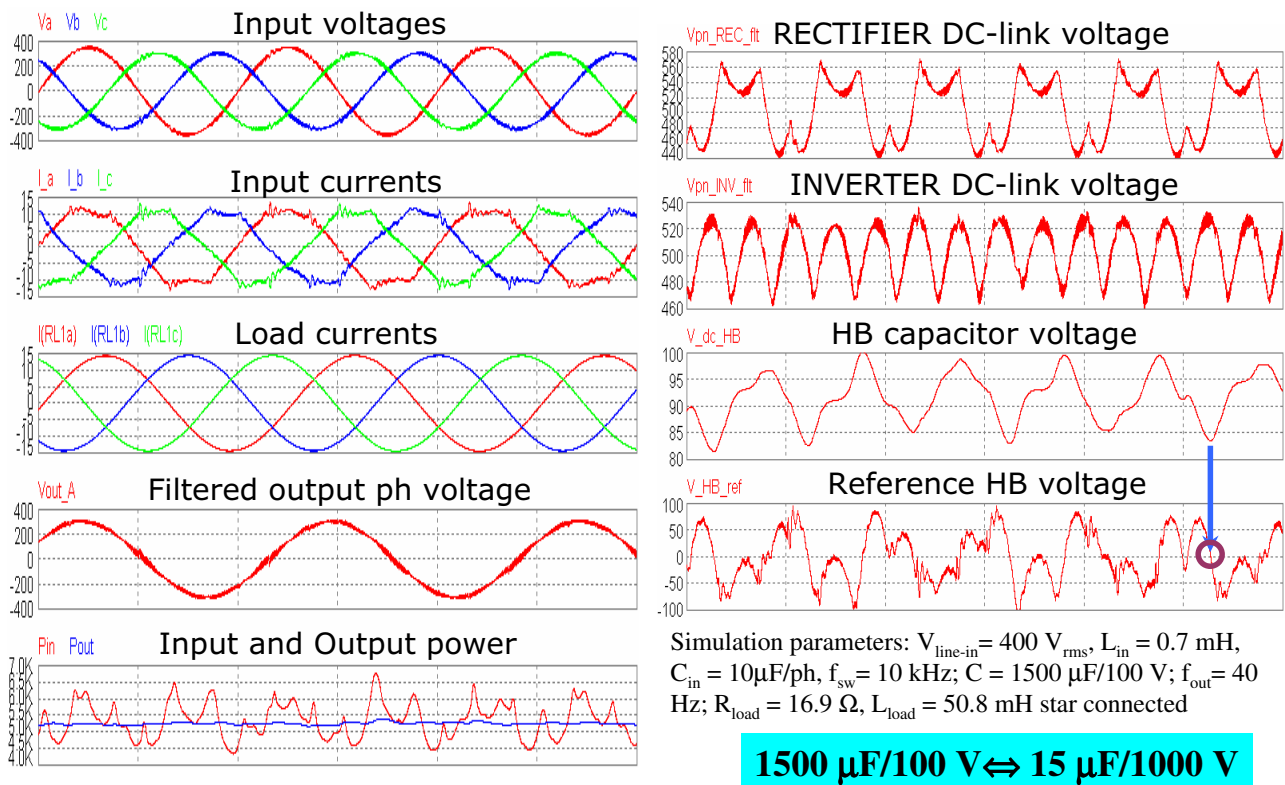 Va Vb Vc
Input voltages
400
200
0
-200
-400
I_a I_b I_c
Input currents
15
10
5
0
-5
-10
-15
I(RL1a) I(RL1b) I(RL1c)
Load currents
15
10
5
0
-5
-10
-15
Vout_A
Filtered output ph voltage
400
200
0
-200
-400
Pin Pout
Input and Output power
7.0K
6.5K
6.0K
5.5K
5.0K
4.5K
4.0K
Vpn_REC_flt
RECTIFIER DC-link voltage
580
560
540
520
500
480
460
440
Vpn_INV_flt
INVERTER DC-link voltage
540
520
500
480
460
V_dc_HB
HB capacitor voltage
100
95
90
85
80
V_HB_ref
Reference HB voltage
100
50
0
-50
-100
Simulation parameters: Vline-in= 400 Vrms, Lin = 0.7 mH,
Cin = 10μF/ph, fsw= 10 kHz; C = 1500 μF/100 V; fout= 40
Hz; Rload = 16.9 Ω, Lload = 50.8 mH star connected
1500 μF/100 V⇔ 15 μF/1000 V